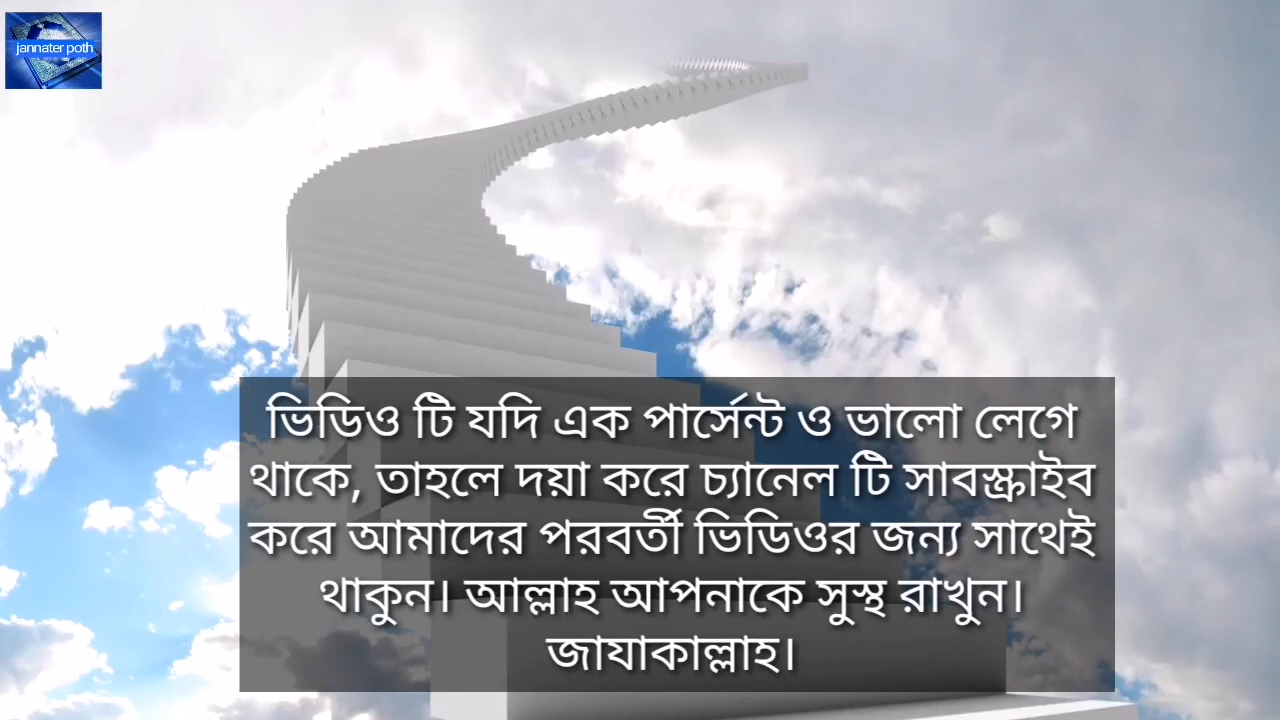 jannater poth
ভিডিও টি যদি এক পার্সেন্ট ও ভালো লেগে
থাকে, তাহলে দয়া করে চ্যানেল টি সাবস্ক্রাইব
করে আমাদের পরবর্তী ভিডিওর জন্য সাথেই
থাকুন। আল্লাহ আপনাকে সুস্থ রাখুন।
জাযাকাল্লাহ।